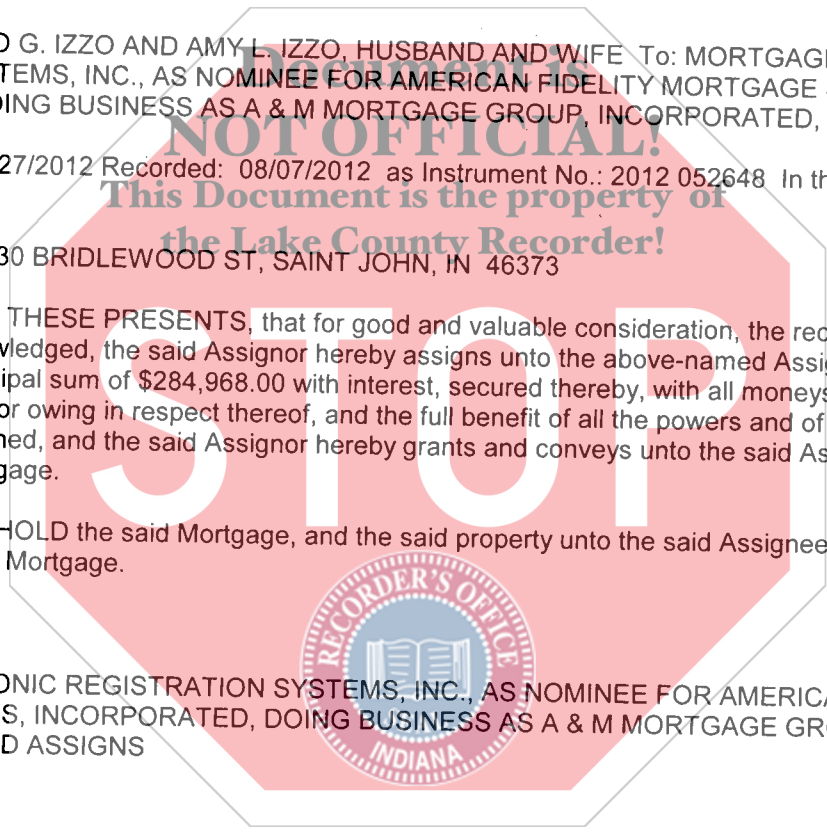 G. IZZO AND AMY L. IZZO, HUSBAND AND WIFE To: MORTGAGE
TEMS, INC., AS NOMINEE FOR AMERICAN FIDELITY MORTGAGE
ING BUSINESS AS A & M MORTGAGE GROUP, INCORPORATED,
Document is
NOT OFFICIAL!
27/2012 Recorded: 08/07/2012 as Instrument No.: 2012 052648 In th
This Document is the property of
the Lake County Recorder!
30 BRIDLEWOOD ST, SAINT JOHN, IN 46373
THESE PRESENTS, that for good and valuable consideration, the rec
wledged, the said Assignor hereby assigns unto the above-named Assig
ipal sum of $284,968.00 with interest, secured thereby, with all moneys
or owing in respect thereof, and the full benefit of all the powers and of
ned, and the said Assignor hereby grants and conveys unto the said As
gage.
STOP
HOLD the said Mortgage, and the said property unto the said Assignee
Mortgage.
RECORDER'S OFFICE
INDIANA
ONIC REGISTRATION SYSTEMS, INC., AS NOMINEE FOR AMERICA
S, INCORPORATED, DOING BUSINESS AS A & M MORTGAGE GRO
D ASSIGNS